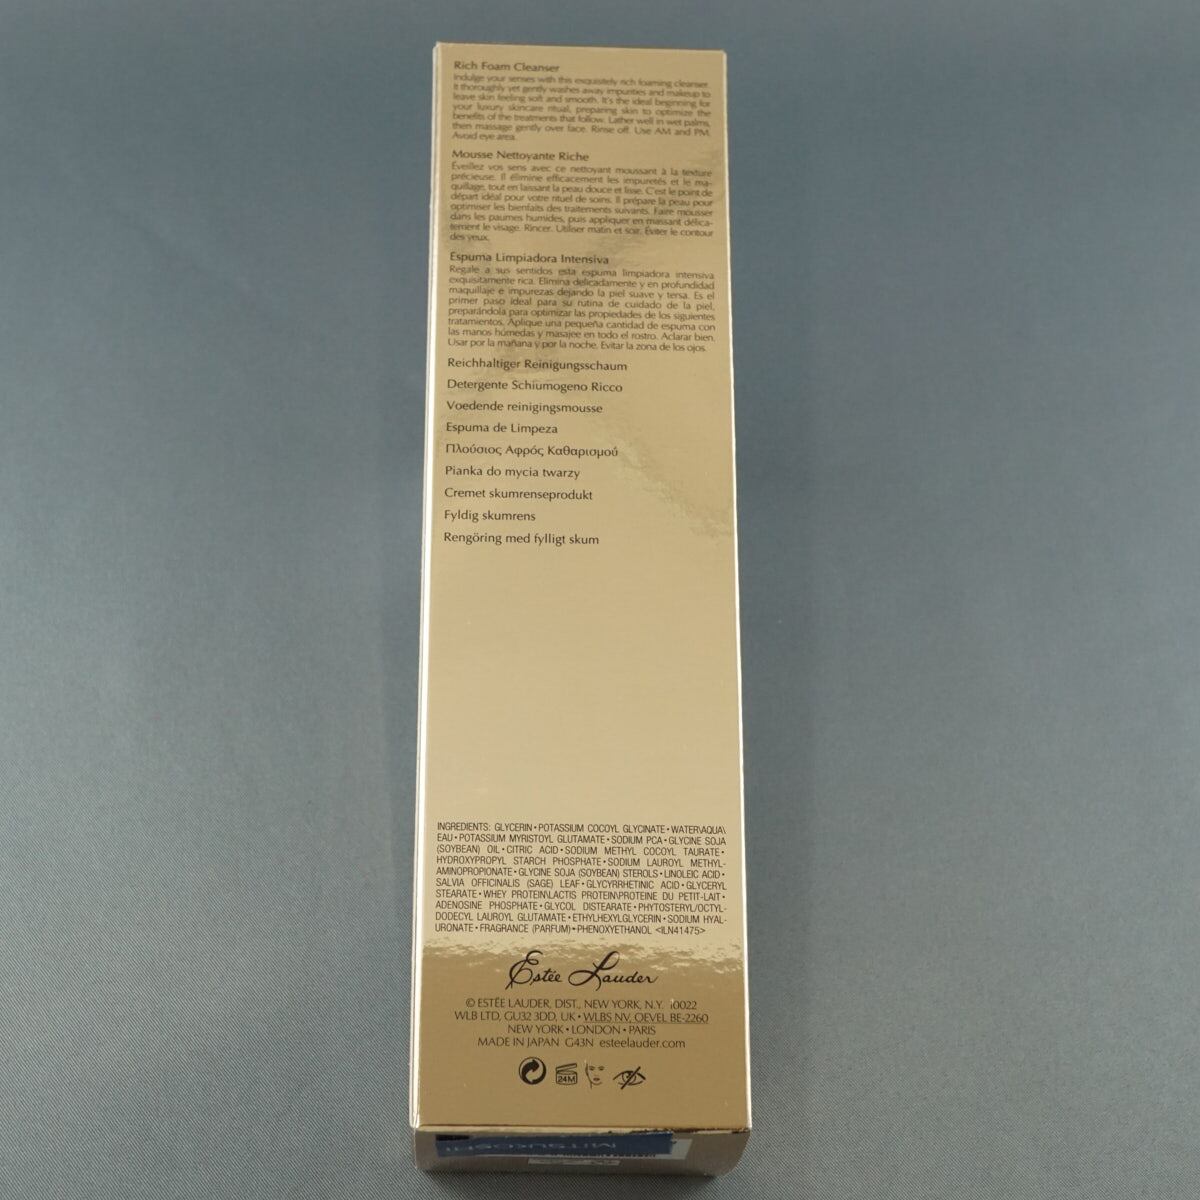 Rich Foam Cleanser
Indulge your senses with this exquisitely rich foaming cleanser.
It thoroughly yet gently washes away impurities and makeup to
leave skin feeling soft and smooth. It's the ideal beginning for
your luxury skincare ritual, preparing skin to optimize the
benefits of the treatments that follow. Lather well in wet palms,
then massage gently over face. Rinse off. Use AM and PM.
Avoid eye area.
Mousse Nettoyante Riche
Éveillez vos sens avec ce nettoyant moussant à la texture
précieuse. Il élimine efficacement les impuretés et le ma-
quillage, tout en laissant la peau douce et lisse. C'est le point de
départ idéal pour votre rituel de soins. Il prépare la peau pour
optimiser les bienfaits des traitements suivants. Faire mousser
dans les paumes humides, puis appliquer en massant délica-
tement le visage. Rincer. Utiliser matin et soir. Éviter le contour
des yeux.
Espuma Limpiadora Intensiva
Regale a sus sentidos esta espuma limpiadora intensiva
exquisitamente rica. Elimina delicadamente y en profundidad
maquillaje e impurezas dejando la piel suave y tersa. Es el
primer paso ideal para su rutina de cuidado de la piel,
preparándola para optimizar las propiedades de los siguientes
tratamientos. Aplique una pequeña cantidad de espuma con
las manos húmedas y masajee en todo el rostro. Aclarar bien.
Usar por la mañana y por la noche. Evitar la zona de los ojos.
Reichhaltiger Reinigungsschaum
Detergente Schiumogeno Ricco
Voedende reinigingsmousse
Espuma de Limpeza
Πλούσιος Αφρός Καθαρισμού
Pianka do mycia twarzy
Cremet skumrenseprodukt
Fyldig skumrens
Rengöring med fylligt skum
INGREDIENTS: GLYCERIN • POTASSIUM COCOYL GLYCINATE • WATER\AQUA\
EAU • POTASSIUM MYRISTOYL GLUTAMATE • SODIUM PCA • GLYCINE SOJA
(SOYBEAN) OIL • CITRIC ACID • SODIUM METHYL COCOYL TAURATE •
HYDROXYPROPYL STARCH PHOSPHATE • SODIUM LAUROYL METHYL-
AMINOPROPIONATE • GLYCINE SOJA (SOYBEAN) STEROLS • LINOLEIC ACID •
SALVIA OFFICINALIS (SAGE) LEAF • GLYCYRRHETINIC ACID • GLYCERYL
STEARATE • WHEY PROTEIN\LACTIS PROTEIN\PROTEINE DU PETIT-LAIT •
ADENOSINE PHOSPHATE • GLYCOL DISTEARATE • PHYTOSTERYL/OCTYL-
DODECYL LAUROYL GLUTAMATE • ETHYLHEXYLGLYCERIN • SODIUM HYAL-
URONATE • FRAGRANCE (PARFUM) • PHENOXYETHANOL <ILN41475>
Estée Lauder
© ESTÉE LAUDER, DIST., NEW YORK, N.Y. 10022
WLB LTD, GU32 3DD, UK • WLBS NV, OEVEL BE-2260
NEW YORK • LONDON • PARIS
MADE IN JAPAN G43N esteelauder.com
24M
MITSUKOSHI